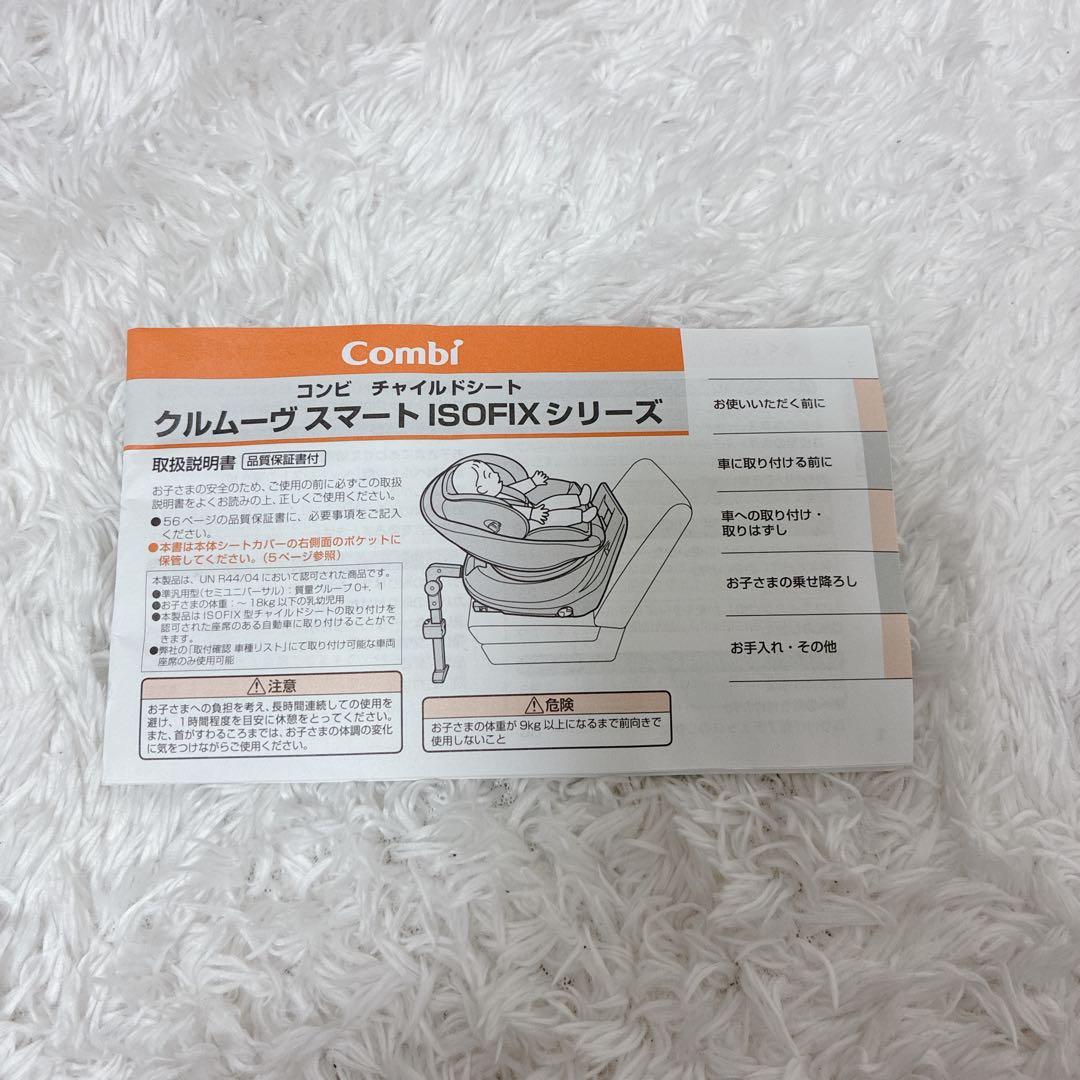 Combi
コンビ チャイルドシート
クルムーヴ スマート ISOFIX シリーズ
取扱説明書 品質保証書付
お子さまの安全のため、ご使用の前に必ずこの取扱
説明書をよくお読みの上、正しくご使用ください。
●56ページの品質保証書に、必要事項をご記入
ください。
●本書は本体シートカバーの右側面のポケットに
保管してください。(5ページ参照)
本製品は、UN R44/04 において認可された商品です。
●準汎用型(セミユニバーサル):質量グループ0+, 1
●お子さまの体重:~18kg 以下の乳幼児用
●本製品は ISOFIX 型チャイルドシートの取り付けを
認可された座席のある自動車に取り付けることがで
きます。
●弊社の「取付確認 車種リスト」にて取り付け可能な車両
座席のみ使用可能
⚠注意
お子さまへの負担を考え、長時間連続しての使用を
避け、1時間程度を目安に休憩をとってください。
また、首がすわるころまでは、お子さまの体調の変化
に気をつけながらご使用ください。
⚠危険
お子さまの体重が 9kg 以上になるまで前向きで
使用しないこと
お使いいただく前に
車に取り付ける前に
車への取り付け・
取りはずし
お子さまの乗せ降ろし
お手入れ・その他